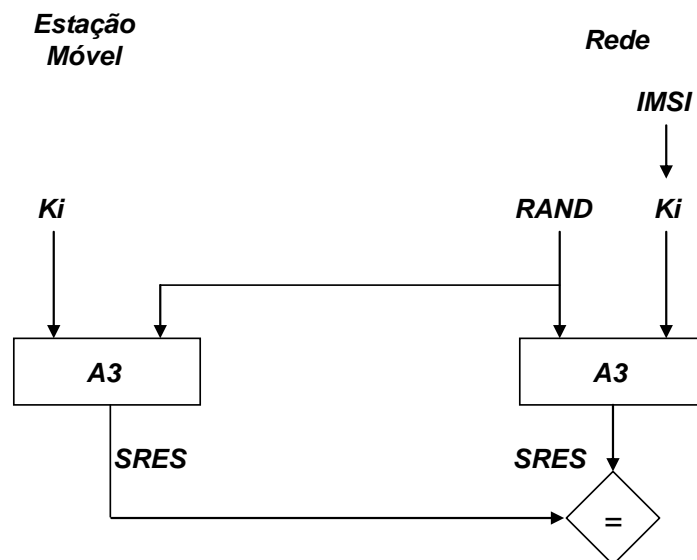 Estação
Móvel
Rede
IMSI
Ki
RAND
Ki
A3
A3
SRES
SRES
=